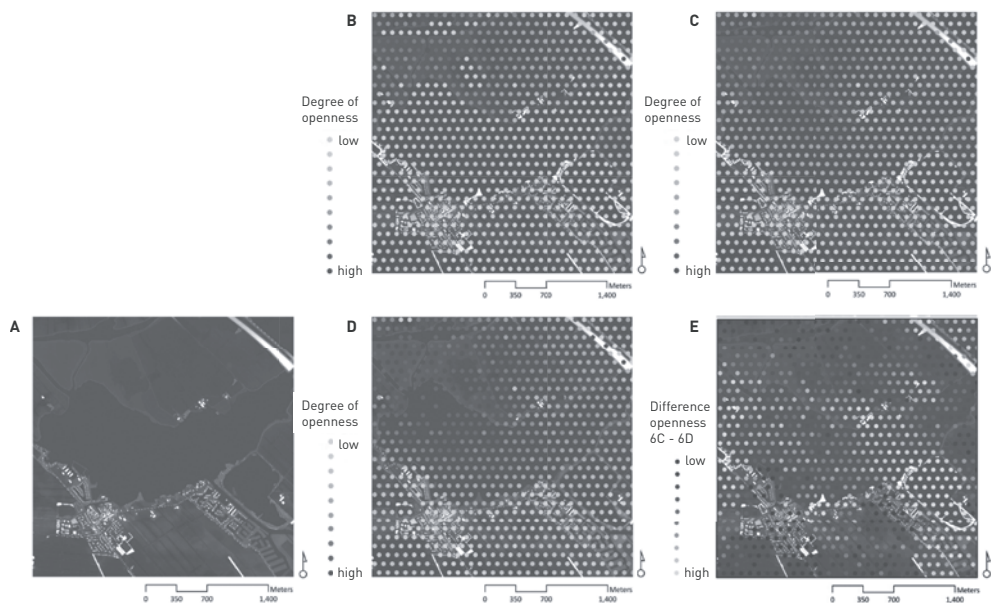 B
Degree of
openness
low
high
0 350 700 1,400
Meters
C
Degree of
openness
low
high
0 350 700 1,400
Meters
A
0 350 700 1,400
Meters
D
Degree of
openness
low
high
0 350 700 1,400
Meters
E
Difference
openness
6C - 6D
low
high
0 350 700 1,400
Meters